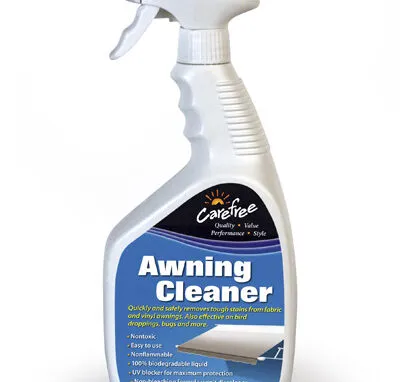 Carefree
Quality • Value
Performance • Style
Awning
Cleaner
Quickly and safely removes tough stains from fabric
and vinyl awnings. Also effective on bird
droppings, bugs and more.
• Nontoxic
• Easy to use
• Nonflammable
• 100% biodegradable liquid
• UV blocker for maximum protection